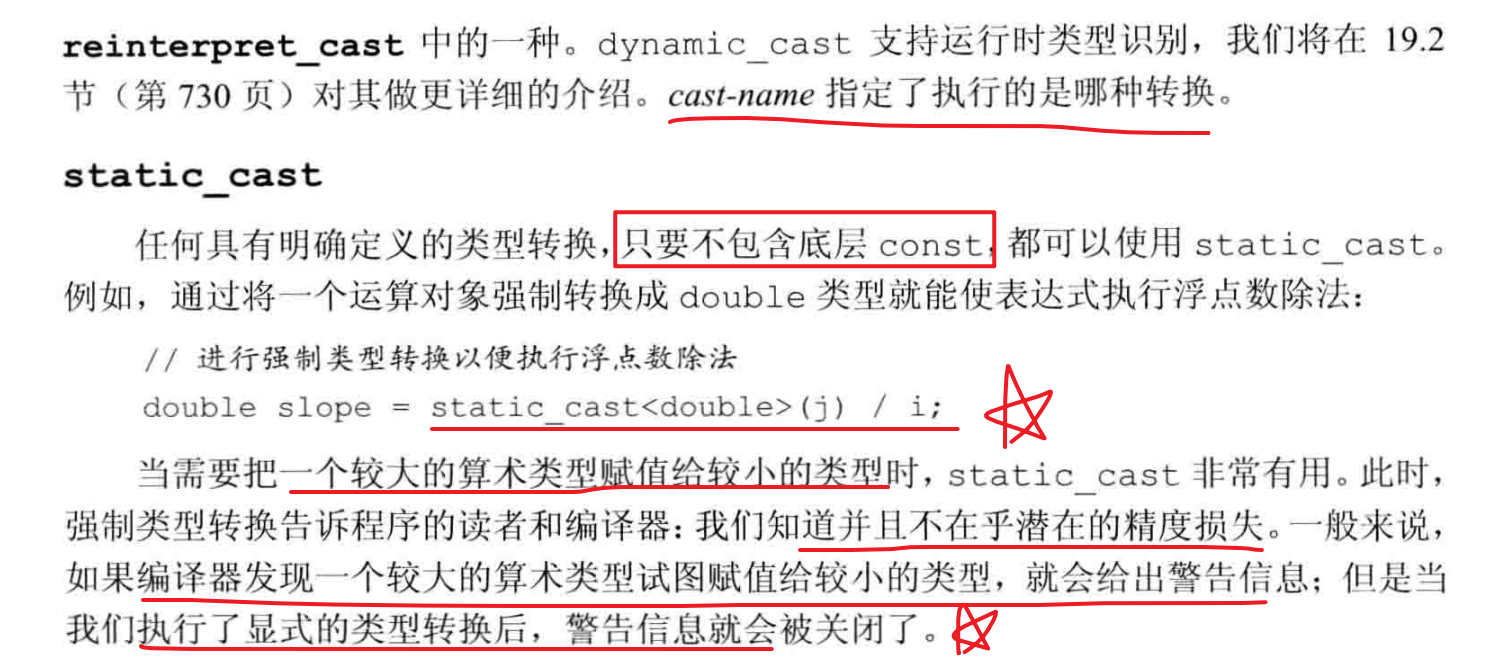 reinterpret_cast 中的一种。dynamic_cast 支持运行时类型识别，我们将在 19.2
节（第 730 页）对其做更详细的介绍。cast-name 指定了执行的是哪种转换。
static_cast
任何具有明确定义的类型转换，只要不包含底层 const，都可以使用 static_cast。
例如，通过将一个运算对象强制转换成 double 类型就能使表达式执行浮点数除法：
// 进行强制类型转换以便执行浮点数除法
double slope = static_cast<double>(j) / i;
当需要把一个较大的算术类型赋值给较小的类型时，static_cast 非常有用。此时，
强制类型转换告诉程序的读者和编译器：我们知道并且不在乎潜在的精度损失。一般来说，
如果编译器发现一个较大的算术类型试图赋值给较小的类型，就会给出警告信息；但是当
我们执行了显式的类型转换后，警告信息就会被关闭了。